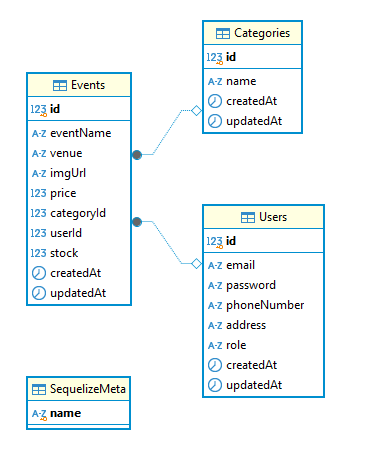 Categories
123 id
A-Z name
createdAt
updatedAt
Events
123 id
A-Z eventName
A-Z venue
A-Z imgUrl
123 price
123 categoryId
123 userId
123 stock
createdAt
updatedAt
Users
123 id
A-Z email
A-Z password
A-Z phoneNumber
A-Z address
A-Z role
createdAt
updatedAt
SequelizeMeta
A-Z name